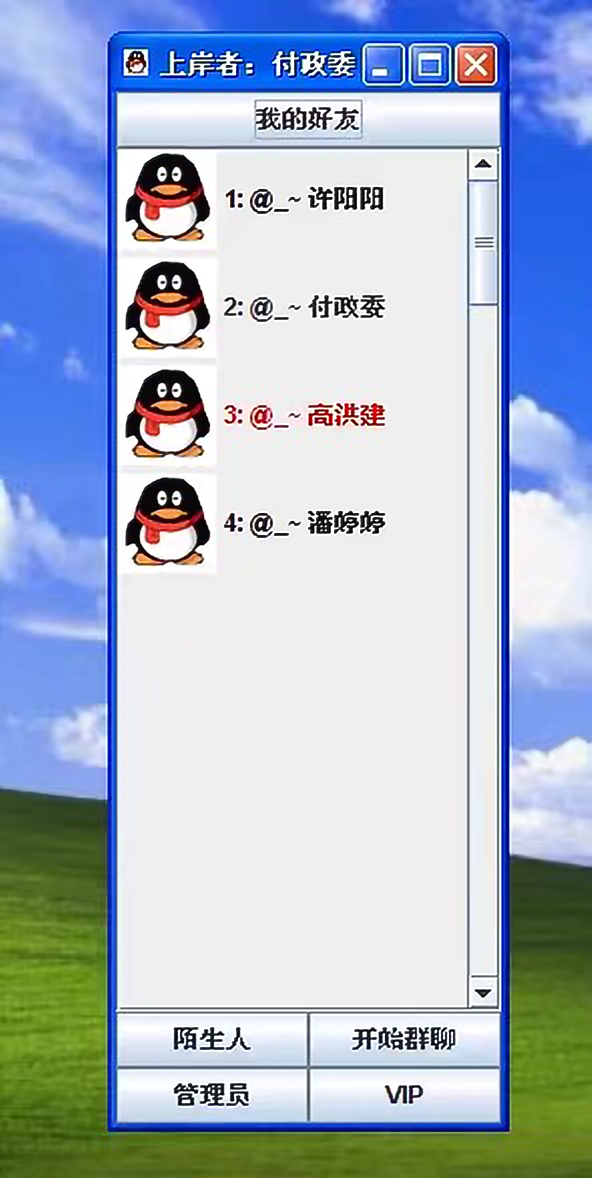 上岸者：付政委
我的好友
1: @_~ 许阳阳
2: @_~ 付政委
3: @_~ 高洪建
4: @_~ 潘婷婷
陌生人 开始群聊
管理员 VIP